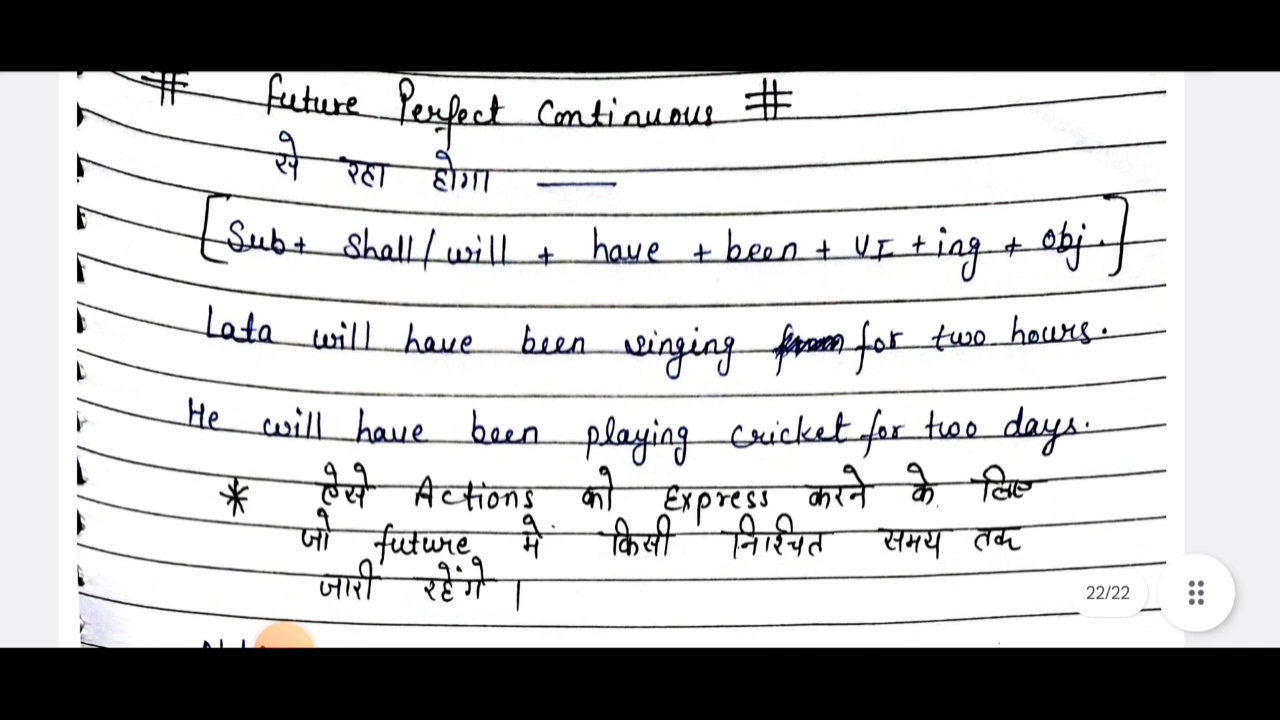 # Future Perfect Continuous #
से रहा होगा ——
[Sub+ Shall/will + have + been + VI + ing + obj.]
Lata will have been singing for two hours.
He will have been playing cricket for two days.
* ऐसे Actions को Express करने के लिए
जो future में किसी निश्चित समय तक
जारी रहेंगे ।
22/22